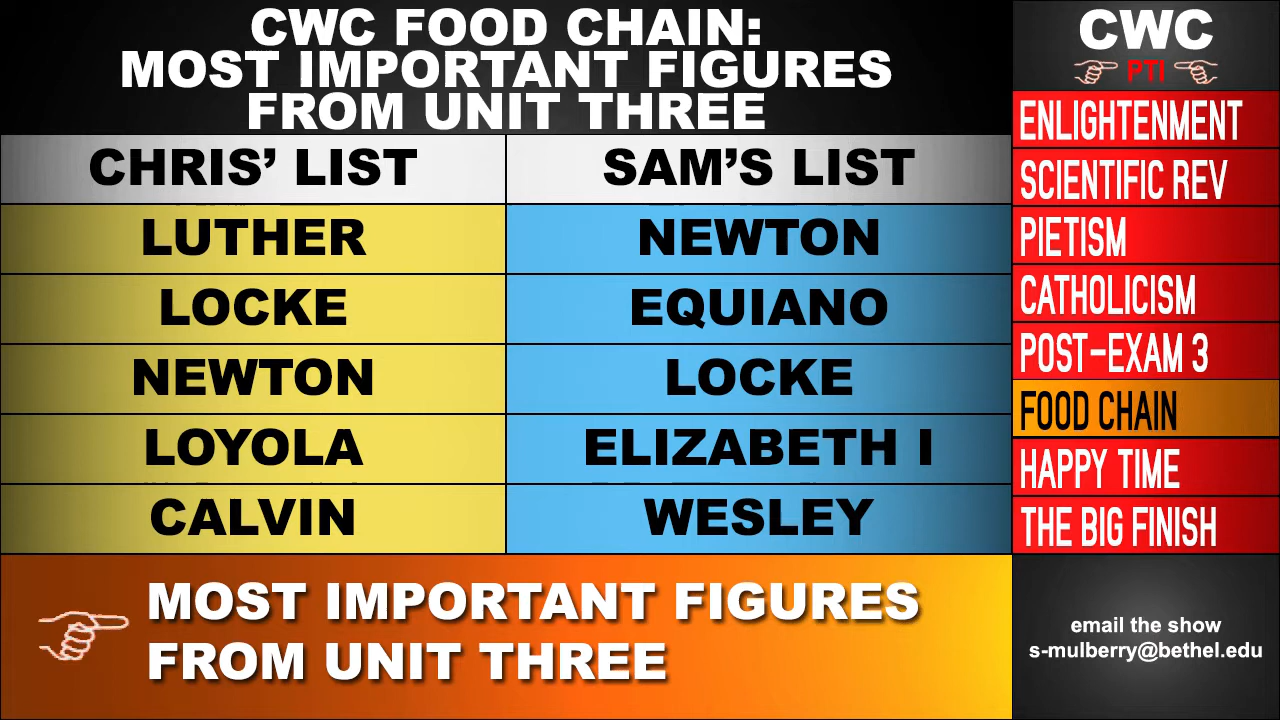 CWC FOOD CHAIN:
MOST IMPORTANT FIGURES
FROM UNIT THREE
CHRIS' LIST
SAM'S LIST
LUTHER
NEWTON
LOCKE
EQUIANO
NEWTON
LOCKE
LOYOLA
ELIZABETH I
CALVIN
WESLEY
MOST IMPORTANT FIGURES
FROM UNIT THREE
CWC
PTI
ENLIGHTENMENT
SCIENTIFIC REV
PIETISM
CATHOLICISM
POST-EXAM 3
FOOD CHAIN
HAPPY TIME
THE BIG FINISH
email the show
s-mulberry@bethel.edu